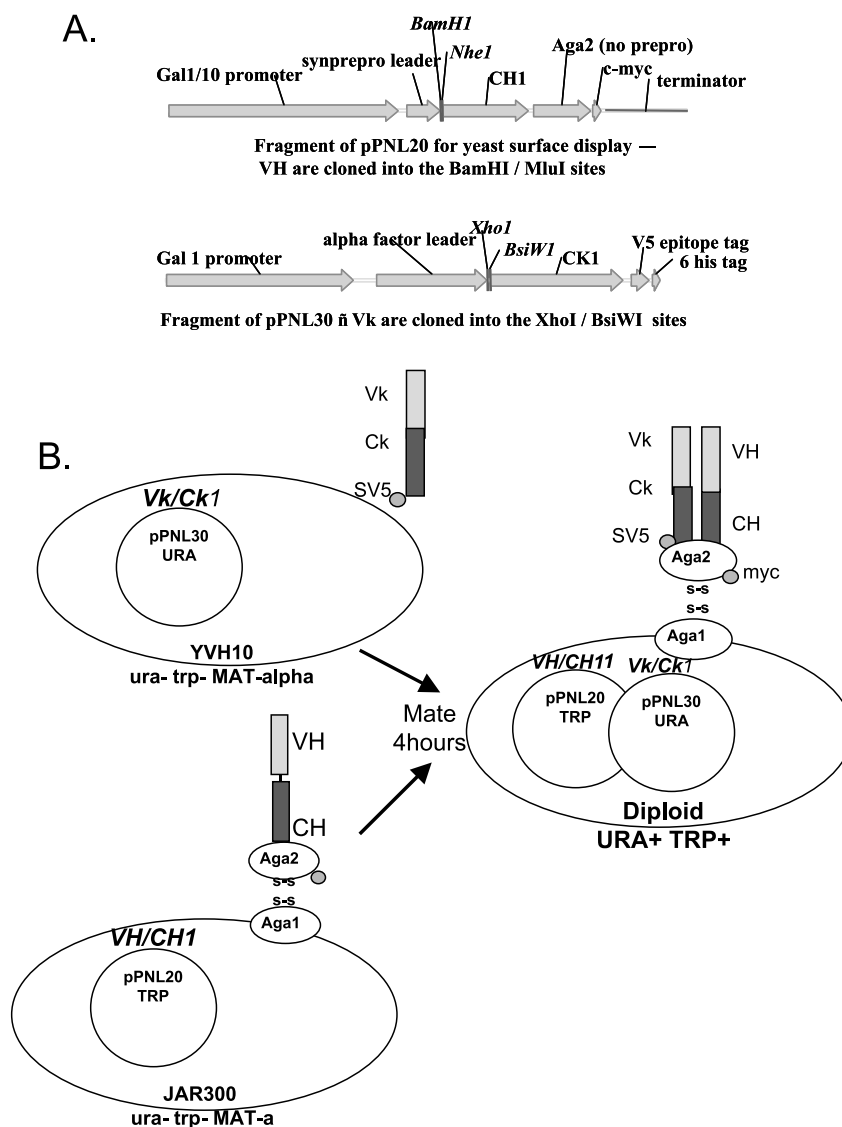 A.
BamH1
Nhe1
synprepro leader
Gal1/10 promoter
CH1
Aga2 (no prepro)
c-myc
terminator
Fragment of pPNL20 for yeast surface display —
VH are cloned into the BamHI / MluI sites
Xho1
alpha factor leader
BsiW1
Gal 1 promoter
CK1
V5 epitope tag
6 his tag
Fragment of pPNL30 ñ Vk are cloned into the XhoI / BsiWI sites
B.
Vk
Ck
SV5
Vk/Ck1
pPNL30
URA
YVH10
ura- trp- MAT-alpha
VH
CH
Aga2
s-s
s-s
Aga1
VH/CH1
pPNL20
TRP
JAR300
ura- trp- MAT-a
Mate
4hours
Vk
VH
Ck
CH
SV5
Aga2
myc
s-s
s-s
Aga1
VH/CH11
Vk/Ck1
pPNL20
TRP
pPNL30
URA
Diploid
URA+ TRP+